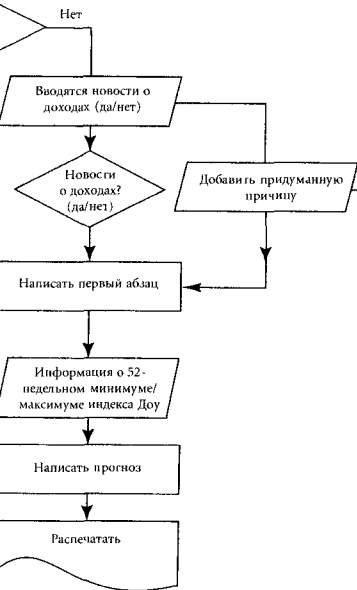 Нет
Вводятся новости о
доходах (да/нет)
Новости
о доходах?
(да/нет)
Добавить придуманную
причину
Написать первый абзац
Информация о 52-
недельном минимуме/
максимуме индекса Доу
Написать прогноз
Распечатать